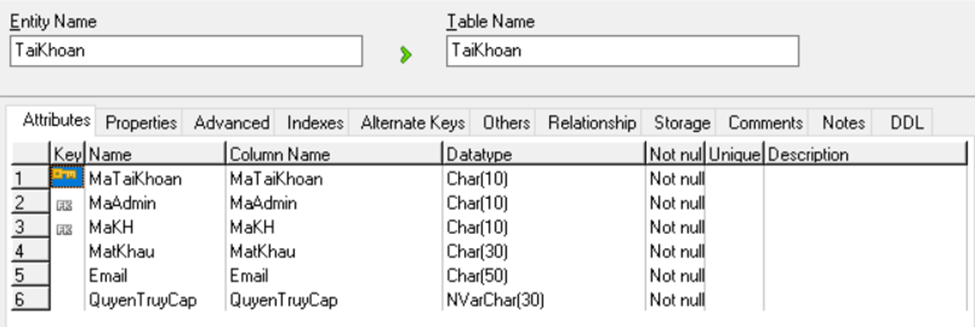 Entity Name Table Name
TaiKhoan TaiKhoan
Attributes Properties Advanced Indexes Alternate Keys Others Relationship Storage Comments Notes DDL
Key Name Column Name Datatype Not nul Unique Description
1 MaTaiKhoan MaTaiKhoan Char(10) Not null
2 FK MaAdmin MaAdmin Char(10) Not null
3 FK MaKH MaKH Char(10) Not null
4 MatKhau MatKhau Char(30) Not null
5 Email Email Char(50) Not null
6 QuyenTruyCap QuyenTruyCap NVarChar(30) Not null